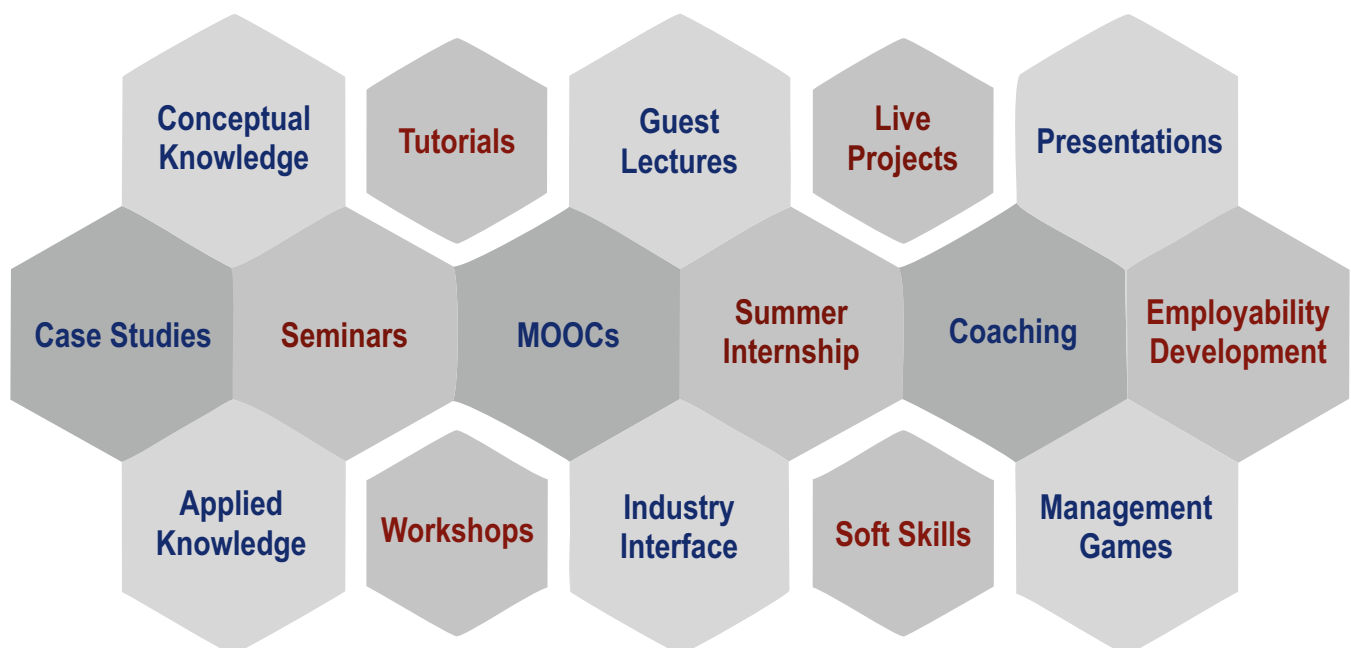 Conceptual
Knowledge
Tutorials
Guest
Lectures
Live
Projects
Presentations
Case Studies
Seminars
MOOCs
Summer
Internship
Coaching
Employability
Development
Applied
Knowledge
Workshops
Industry
Interface
Soft Skills
Management
Games